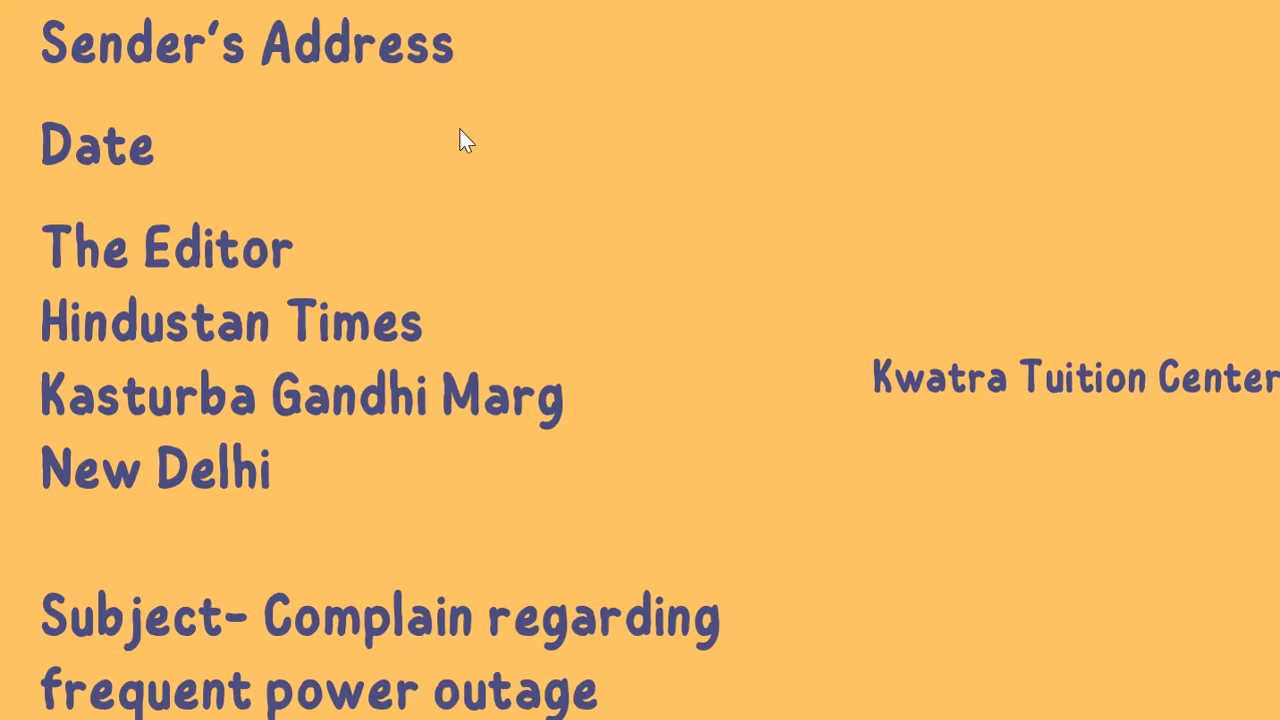 Sender's Address
Date
The Editor
Hindustan Times
Kasturba Gandhi Marg
Kwatra Tuition Center
New Delhi
Subject- Complain regarding
frequent power outage